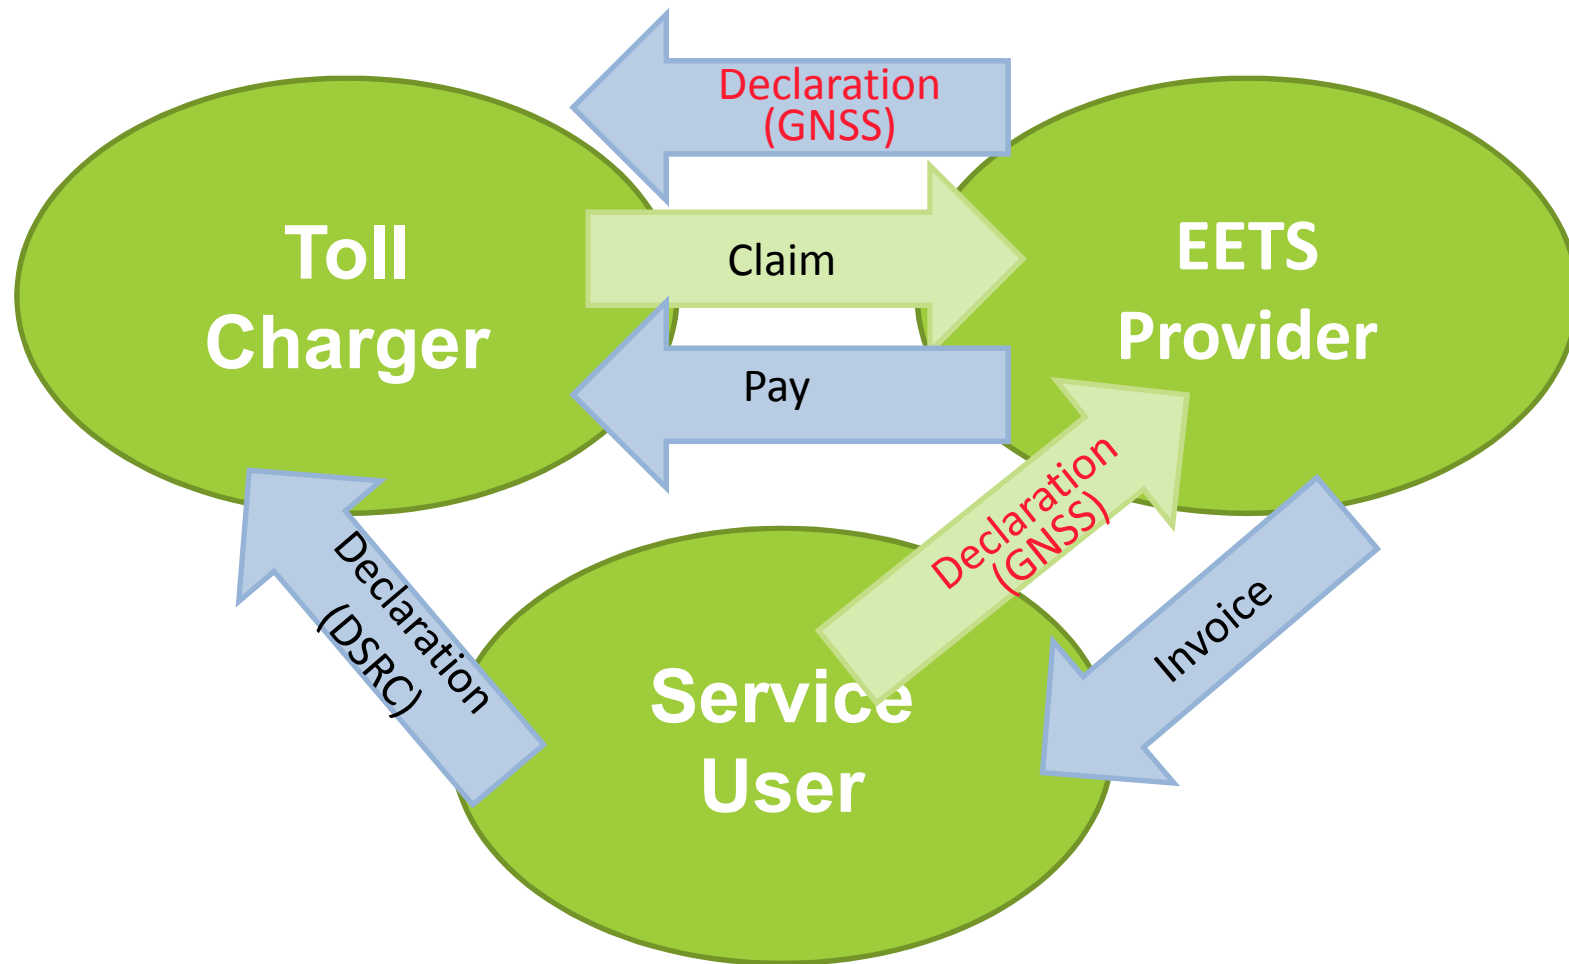 Declaration
(GNSS)
Toll
Charger
Claim
EETS
Provider
Pay
Declaration
(GNSS)
Declaration
(DSRC)
Invoice
Service
User